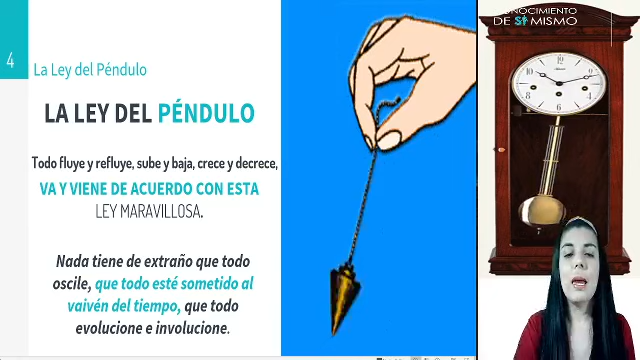 4
La Ley del Péndulo
LA LEY DEL PÉNDULO
Todo fluye y refluye, sube y baja, crece y decrece,
VA Y VIENE DE ACUERDO CON ESTA
LEY MARAVILLOSA.
Nada tiene de extraño que todo
oscile, que todo esté sometido al
vaivén del tiempo, que todo
evolucione e involucione.
CONOCIMIENTO
DE SÍ MISMO